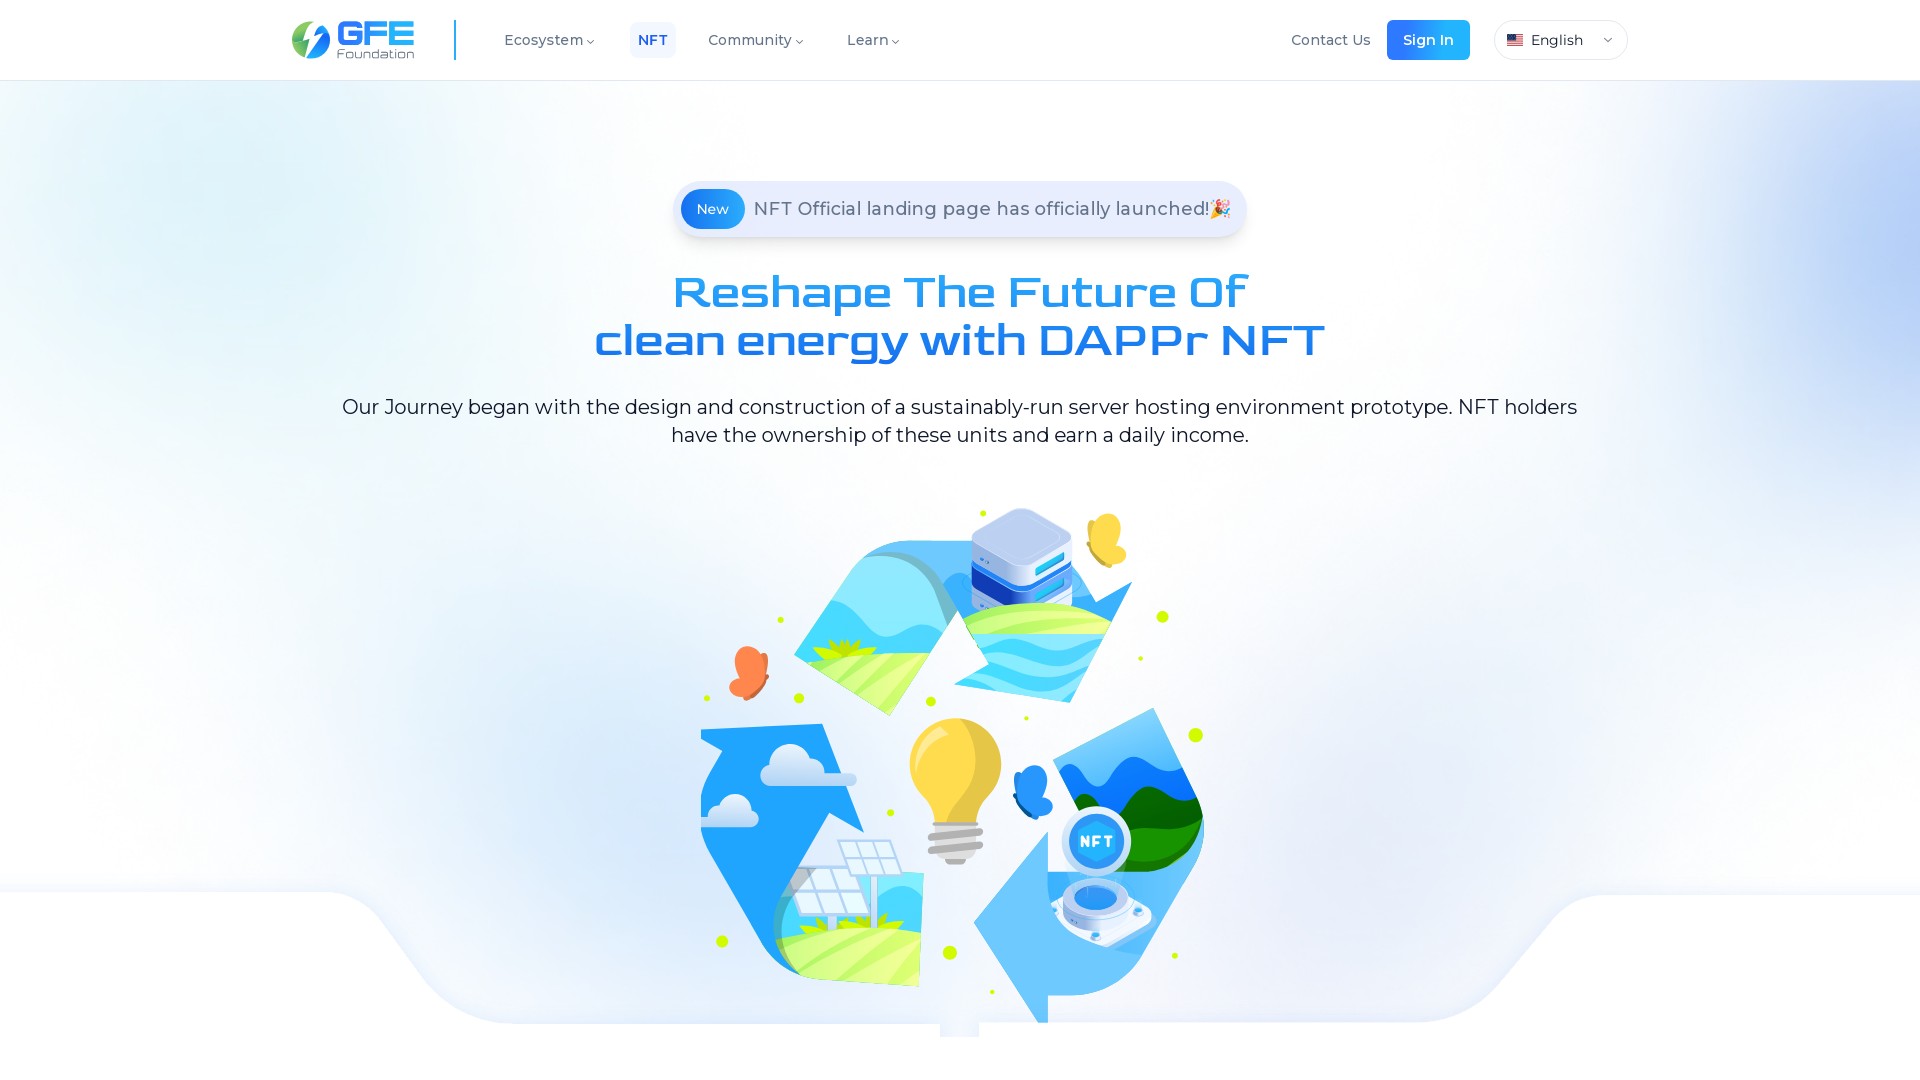 GFE
Foundation
Ecosystem
NFT
Community
Learn
Contact Us
Sign In
English
New
NFT Official landing page has officially launched!🎉
Reshape The Future Of
clean energy with DAPPr NFT
Our Journey began with the design and construction of a sustainably-run server hosting environment prototype. NFT holders
have the ownership of these units and earn a daily income.
NFT